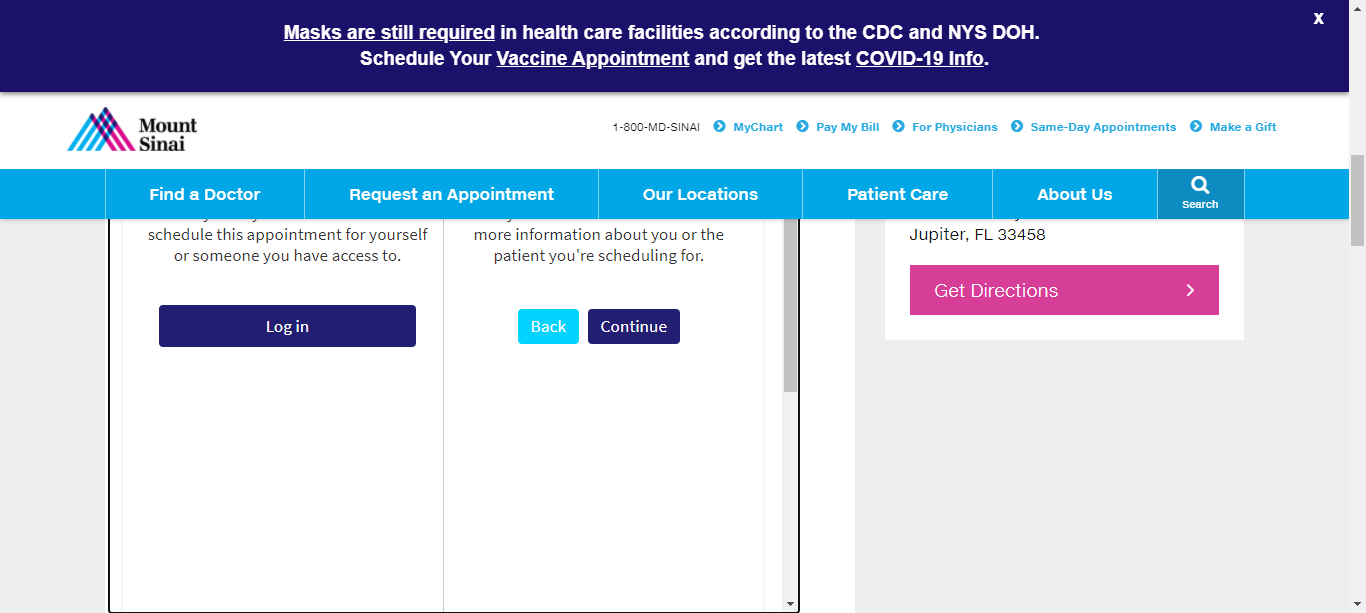 Masks are still required in health care facilities according to the CDC and NYS DOH.
Schedule Your Vaccine Appointment and get the latest COVID-19 Info.
X
Mount
Sinai
1-800-MD-SINAI MyChart Pay My Bill For Physicians Same-Day Appointments Make a Gift
Find a Doctor Request an Appointment Our Locations Patient Care About Us Search
schedule this appointment for yourself
or someone you have access to.
Log in
more information about you or the
patient you're scheduling for.
Back Continue
Jupiter, FL 33458
Get Directions